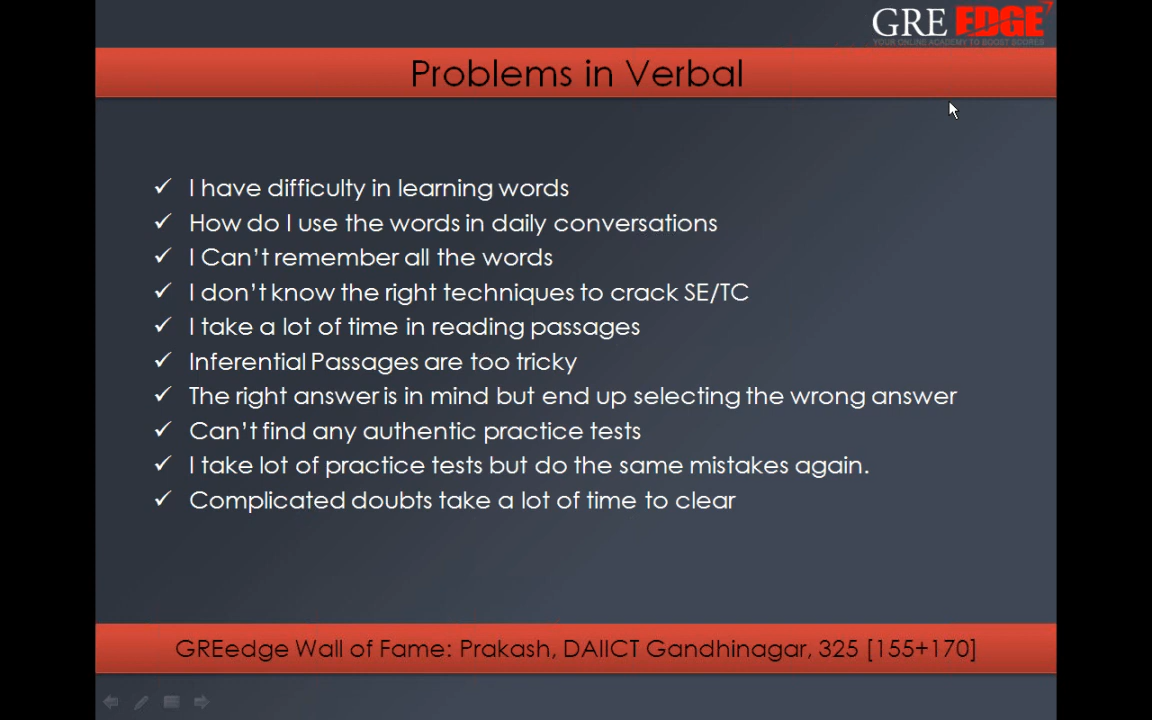 GRE EDGE
YOUR ONLINE ACADEMY TO BOOST SCORES
Problems in Verbal
I have difficulty in learning words
How do I use the words in daily conversations
I Can't remember all the words
I don't know the right techniques to crack SE/TC
I take a lot of time in reading passages
Inferential Passages are too tricky
The right answer is in mind but end up selecting the wrong answer
Can't find any authentic practice tests
I take lot of practice tests but do the same mistakes again.
Complicated doubts take a lot of time to clear
GREedge Wall of Fame: Prakash, DAIICT Gandhinagar, 325 [155+170]